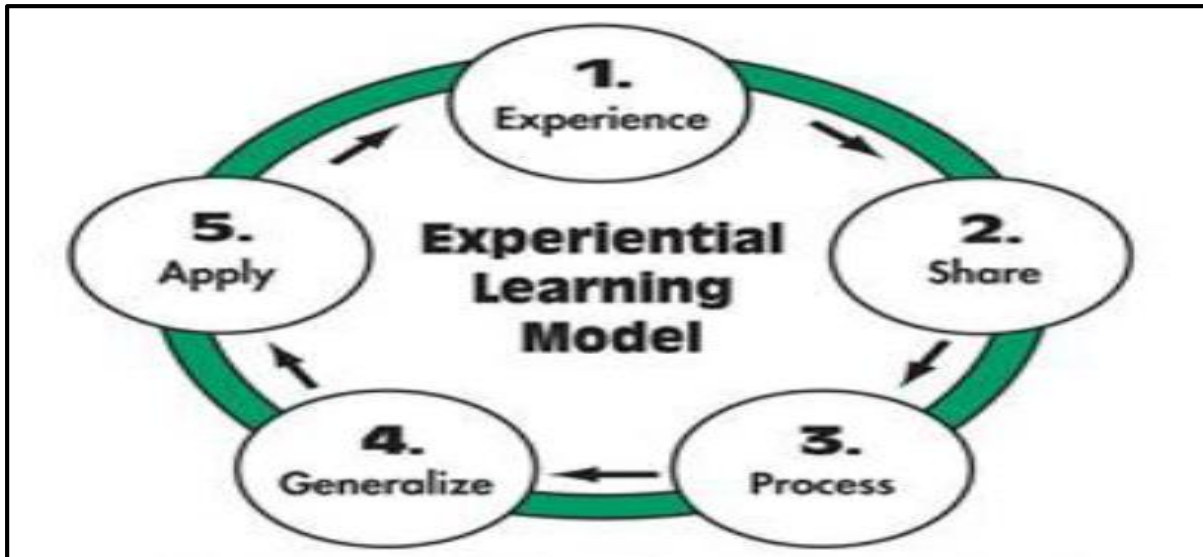 1.
Experience
5.
Apply
Experiential
Learning
Model
2.
Share
4.
Generalize
3.
Process